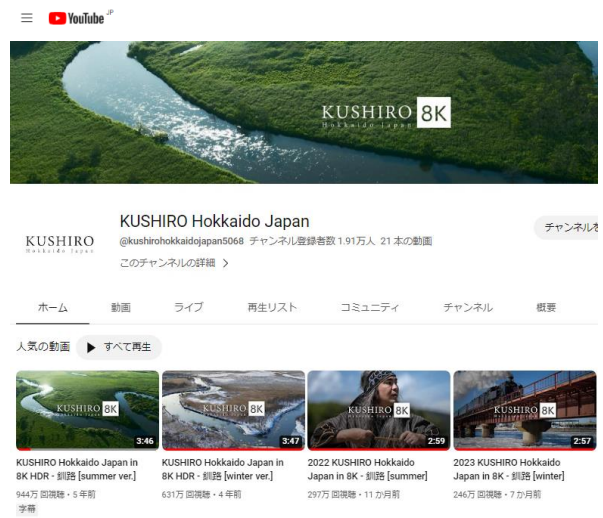 YouTube JP
KUSHIRO 8K
Hokkaido Japan
KUSHIRO Hokkaido Japan
KUSHIRO
Hokkaido Japan
@kushirohokkaidojapan5068 チャンネル登録者数 1.91万人 21 本の動画
チャンネルを
このチャンネルの詳細 >
ホーム 動画 ライブ 再生リスト コミュニティ チャンネル 概要
人気の動画 ▶ すべて再生
KUSHIRO 8K KUSHIRO 8K KUSHIRO 8K KUSHIRO 8K
3:46 3:47 2:59 2:57
KUSHIRO Hokkaido Japan in
8K HDR - 釧路 [summer ver.]
944万 回視聴・5 年前
字幕
KUSHIRO Hokkaido Japan in
8K HDR - 釧路 [winter ver.]
631万 回視聴・4 年前
2022 KUSHIRO Hokkaido
Japan in 8K - 釧路 [summer]
297万 回視聴・11 か月前
2023 KUSHIRO Hokkaido
Japan in 8K - 釧路 [winter]
246万 回視聴・7 か月前